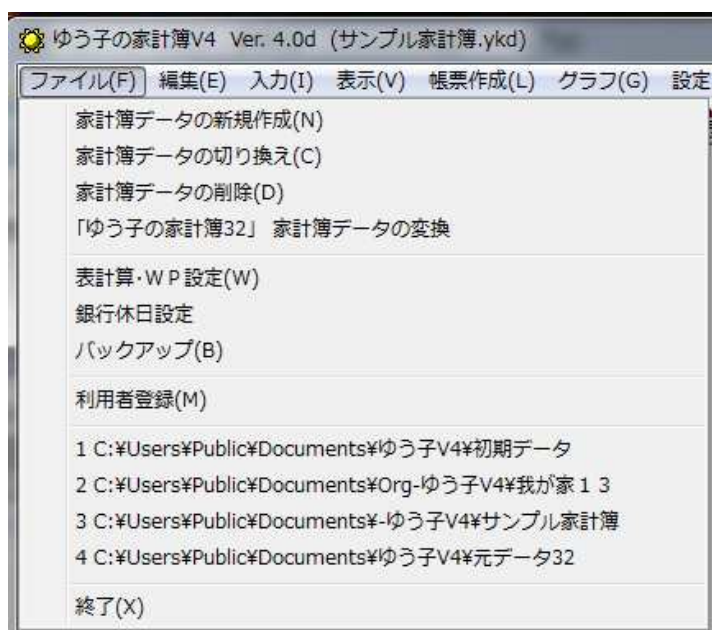 ゆう子の家計簿V4 Ver. 4.0d (サンプル家計簿.ykd)
ファイル(F) 編集(E) 入力(I) 表示(V) 帳票作成(L) グラフ(G) 設定
家計簿データの新規作成(N)
家計簿データの切り換え(C)
家計簿データの削除(D)
「ゆう子の家計簿32」 家計簿データの変換
表計算・WP設定(W)
銀行休日設定
バックアップ(B)
利用者登録(M)
1 C:¥Users¥Public¥Documents¥ゆう子V4¥初期データ
2 C:¥Users¥Public¥Documents¥Org-ゆう子V4¥我が家13
3 C:¥Users¥Public¥Documents¥-ゆう子V4¥サンプル家計簿
4 C:¥Users¥Public¥Documents¥ゆう子V4¥元データ32
終了(X)